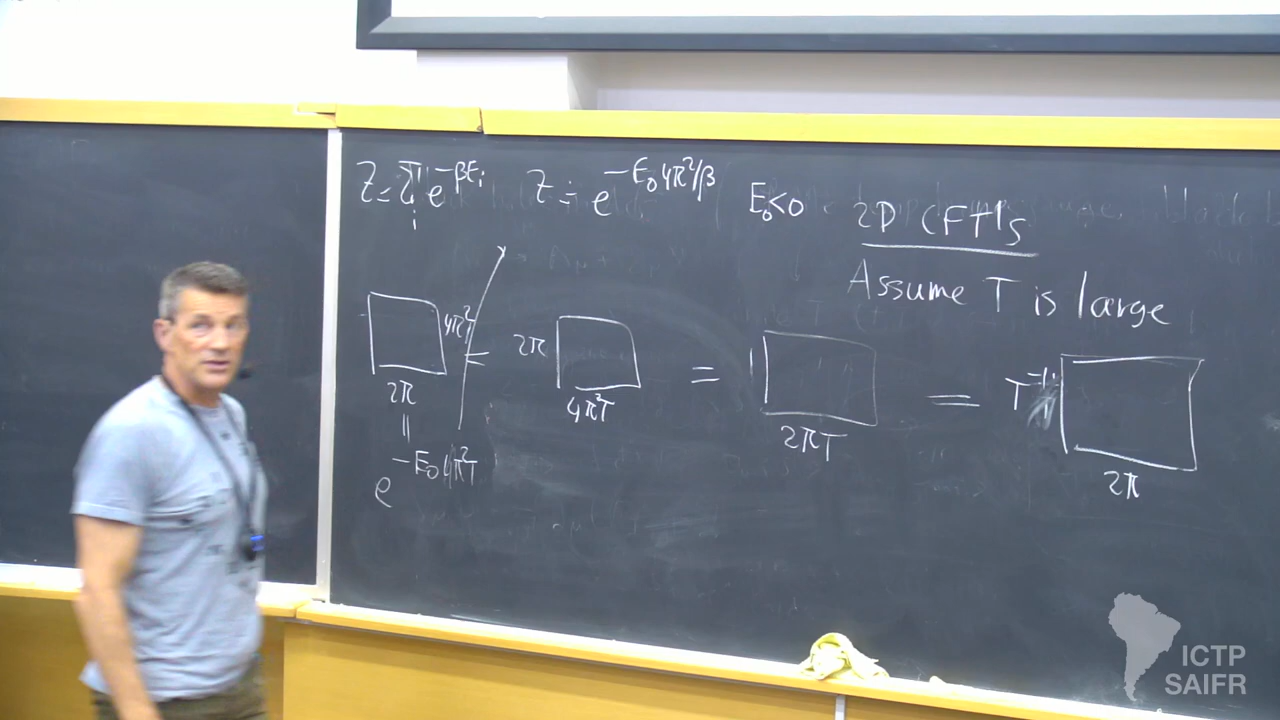 Z = Σ_i e^{-βE_i}   Z = e^{-E_0 4π²/β}   E_0<0   2D CFT's
Assume T is large
4π²T
2π
2π
4π²T
=
1
2πT
= T^{-1}
2π
=
e^{-E_0 4π²T}
ICTP
SAIFR